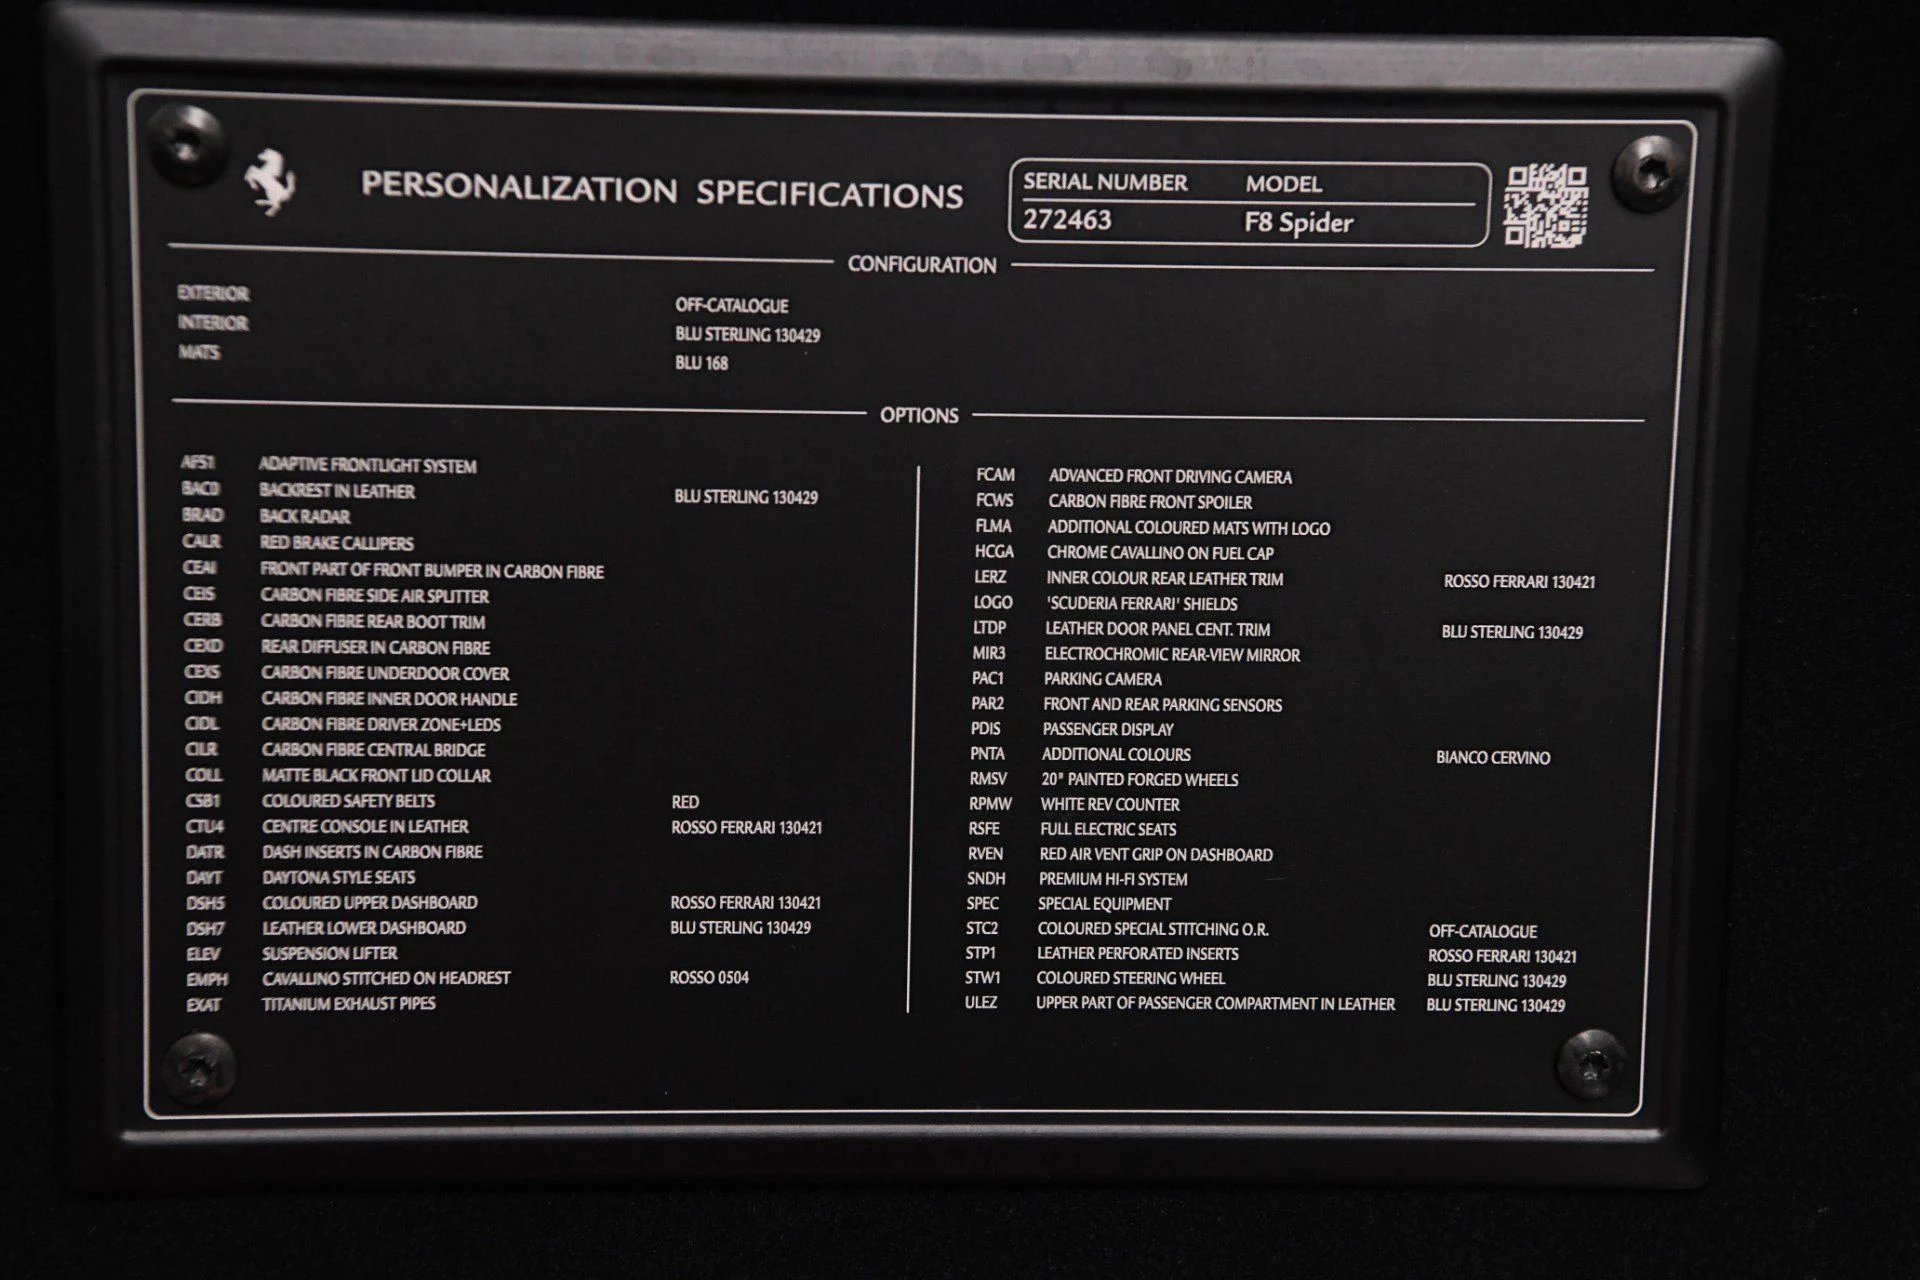 PERSONALIZATION SPECIFICATIONS
SERIAL NUMBER MODEL
272463 F8 Spider
CONFIGURATION
EXTERIOR OFF-CATALOGUE
INTERIOR BLU STERLING 130429
MATS BLU 168
OPTIONS
AFS1 ADAPTIVE FRONTLIGHT SYSTEM
BAC0 BACKREST IN LEATHER BLU STERLING 130429
BRAD BACK RADAR
CALR RED BRAKE CALLIPERS
CEAI FRONT PART OF FRONT BUMPER IN CARBON FIBRE
CEIS CARBON FIBRE SIDE AIR SPLITTER
CERB CARBON FIBRE REAR BOOT TRIM
CEXD REAR DIFFUSER IN CARBON FIBRE
CEXS CARBON FIBRE UNDERDOOR COVER
CIDH CARBON FIBRE INNER DOOR HANDLE
CIDL CARBON FIBRE DRIVER ZONE+LEDS
CILR CARBON FIBRE CENTRAL BRIDGE
COLL MATTE BLACK FRONT LID COLLAR
CSB1 COLOURED SAFETY BELTS RED
CTU4 CENTRE CONSOLE IN LEATHER ROSSO FERRARI 130421
DATR DASH INSERTS IN CARBON FIBRE
DAYT DAYTONA STYLE SEATS
DSH5 COLOURED UPPER DASHBOARD ROSSO FERRARI 130421
DSH7 LEATHER LOWER DASHBOARD BLU STERLING 130429
ELEV SUSPENSION LIFTER
EMPH CAVALLINO STITCHED ON HEADREST ROSSO 0504
EXAT TITANIUM EXHAUST PIPES
FCAM ADVANCED FRONT DRIVING CAMERA
FCWS CARBON FIBRE FRONT SPOILER
FLMA ADDITIONAL COLOURED MATS WITH LOGO
HCGA CHROME CAVALLINO ON FUEL CAP
LERZ INNER COLOUR REAR LEATHER TRIM ROSSO FERRARI 130421
LOGO 'SCUDERIA FERRARI' SHIELDS
LTDP LEATHER DOOR PANEL CENT. TRIM BLU STERLING 130429
MIR3 ELECTROCHROMIC REAR-VIEW MIRROR
PAC1 PARKING CAMERA
PAR2 FRONT AND REAR PARKING SENSORS
PDIS PASSENGER DISPLAY
PNTA ADDITIONAL COLOURS BIANCO CERVINO
RMSV 20" PAINTED FORGED WHEELS
RPMW WHITE REV COUNTER
RSFE FULL ELECTRIC SEATS
RVEN RED AIR VENT GRIP ON DASHBOARD
SNDH PREMIUM HI-FI SYSTEM
SPEC SPECIAL EQUIPMENT
STC2 COLOURED SPECIAL STITCHING O.R. OFF-CATALOGUE
STP1 LEATHER PERFORATED INSERTS ROSSO FERRARI 130421
STW1 COLOURED STEERING WHEEL BLU STERLING 130429
ULEZ UPPER PART OF PASSENGER COMPARTMENT IN LEATHER BLU STERLING 130429